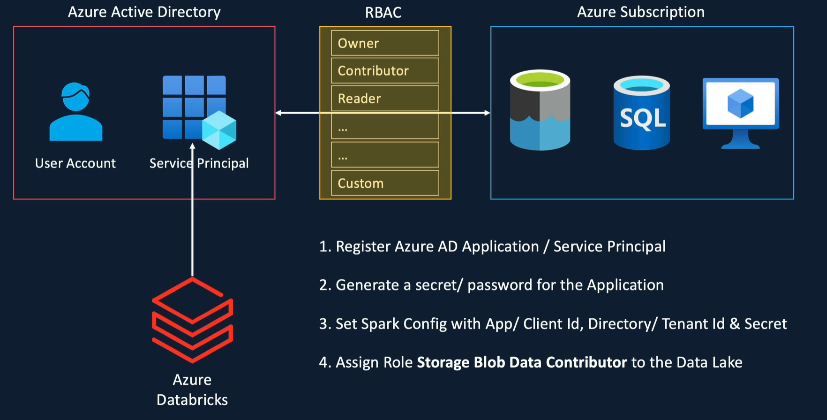 Azure Active Directory
RBAC
Azure Subscription
Owner
Contributor
Reader
...
...
Custom
User Account
Service Principal
SQL
Azure
Databricks
1. Register Azure AD Application / Service Principal
2. Generate a secret/ password for the Application
3. Set Spark Config with App/ Client Id, Directory/ Tenant Id & Secret
4. Assign Role Storage Blob Data Contributor to the Data Lake